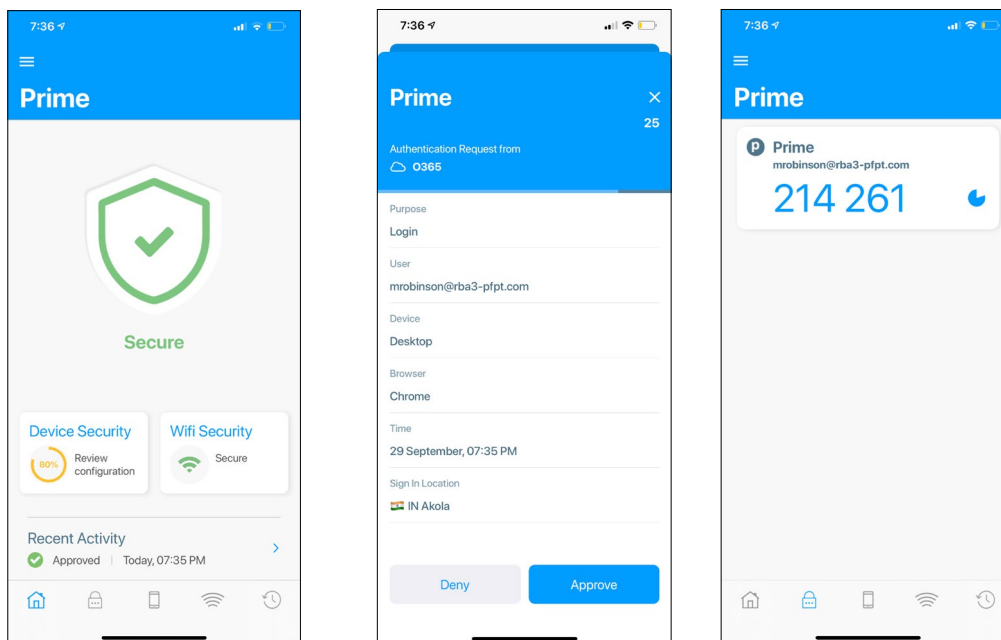 7:36
Prime
Secure
Device Security
80%
Review
configuration
Wifi Security
Secure
Recent Activity
Approved | Today, 07:35 PM
7:36
Prime
25
Authentication Request from
O365
Purpose
Login
User
mrobinson@rba3-pfpt.com
Device
Desktop
Browser
Chrome
Time
29 September, 07:35 PM
Sign In Location
IN Akola
Deny
Approve
7:36
Prime
P Prime
mrobinson@rba3-pfpt.com
214 261